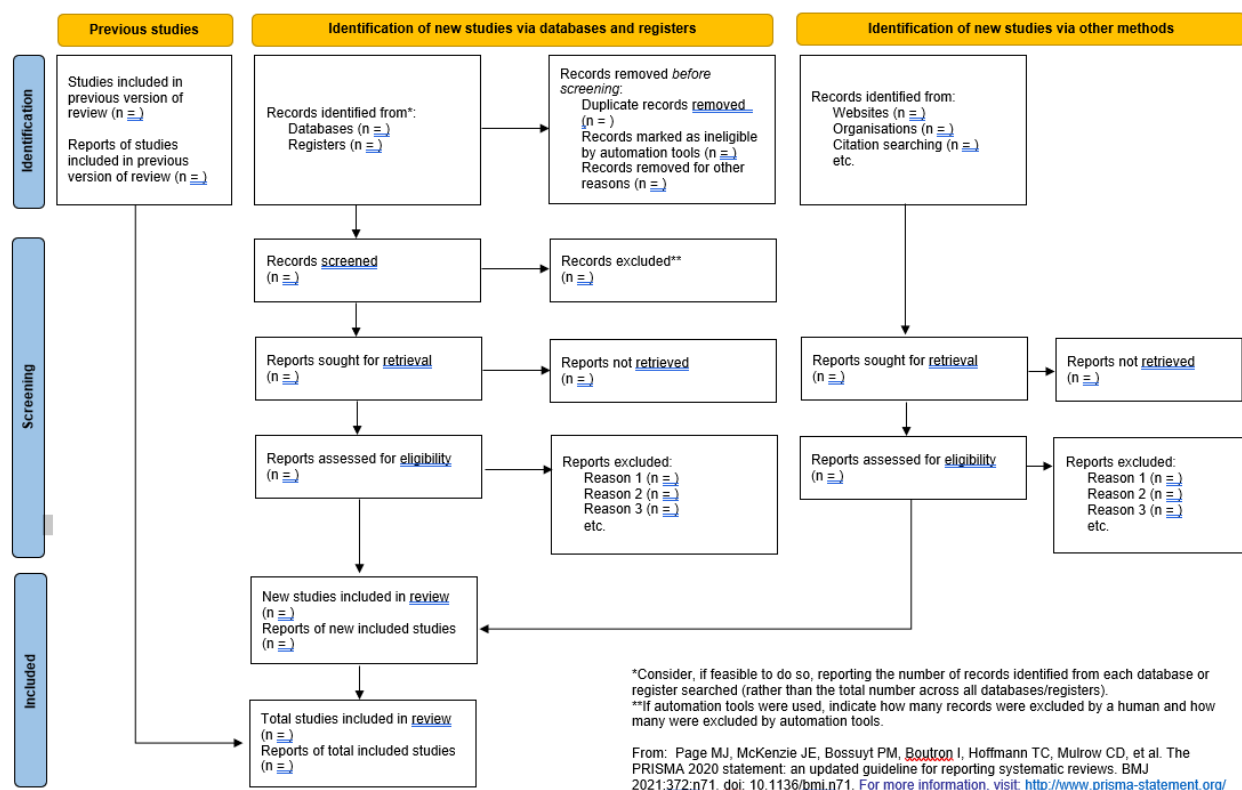 Previous studies
Identification of new studies via databases and registers
Identification of new studies via other methods
Identification
Studies included in
previous version of
review (n = )
Reports of studies
included in previous
version of review (n = )
Records identified from*:
Databases (n = )
Registers (n = )
Records removed before
screening:
Duplicate records removed
(n = )
Records marked as ineligible
by automation tools (n = )
Records removed for other
reasons (n = )
Records identified from:
Websites (n = )
Organisations (n = )
Citation searching (n = )
etc.
Screening
Records screened
(n = )
Records excluded**
(n = )
Reports sought for retrieval
(n = )
Reports not retrieved
(n = )
Reports sought for retrieval
(n = )
Reports not retrieved
(n = )
Reports assessed for eligibility
(n = )
Reports excluded:
Reason 1 (n = )
Reason 2 (n = )
Reason 3 (n = )
etc.
Reports assessed for eligibility
(n = )
Reports excluded:
Reason 1 (n = )
Reason 2 (n = )
Reason 3 (n = )
etc.
Included
New studies included in review
(n = )
Reports of new included studies
(n = )
Total studies included in review
(n = )
Reports of total included studies
(n = )
*Consider, if feasible to do so, reporting the number of records identified from each database or
register searched (rather than the total number across all databases/registers).
**If automation tools were used, indicate how many records were excluded by a human and how
many were excluded by automation tools.
From: Page MJ, McKenzie JE, Bossuyt PM, Boutron I, Hoffmann TC, Mulrow CD, et al. The
PRISMA 2020 statement: an updated guideline for reporting systematic reviews. BMJ
2021;372:n71. doi: 10.1136/bmj.n71. For more information, visit: http://www.prisma-statement.org/